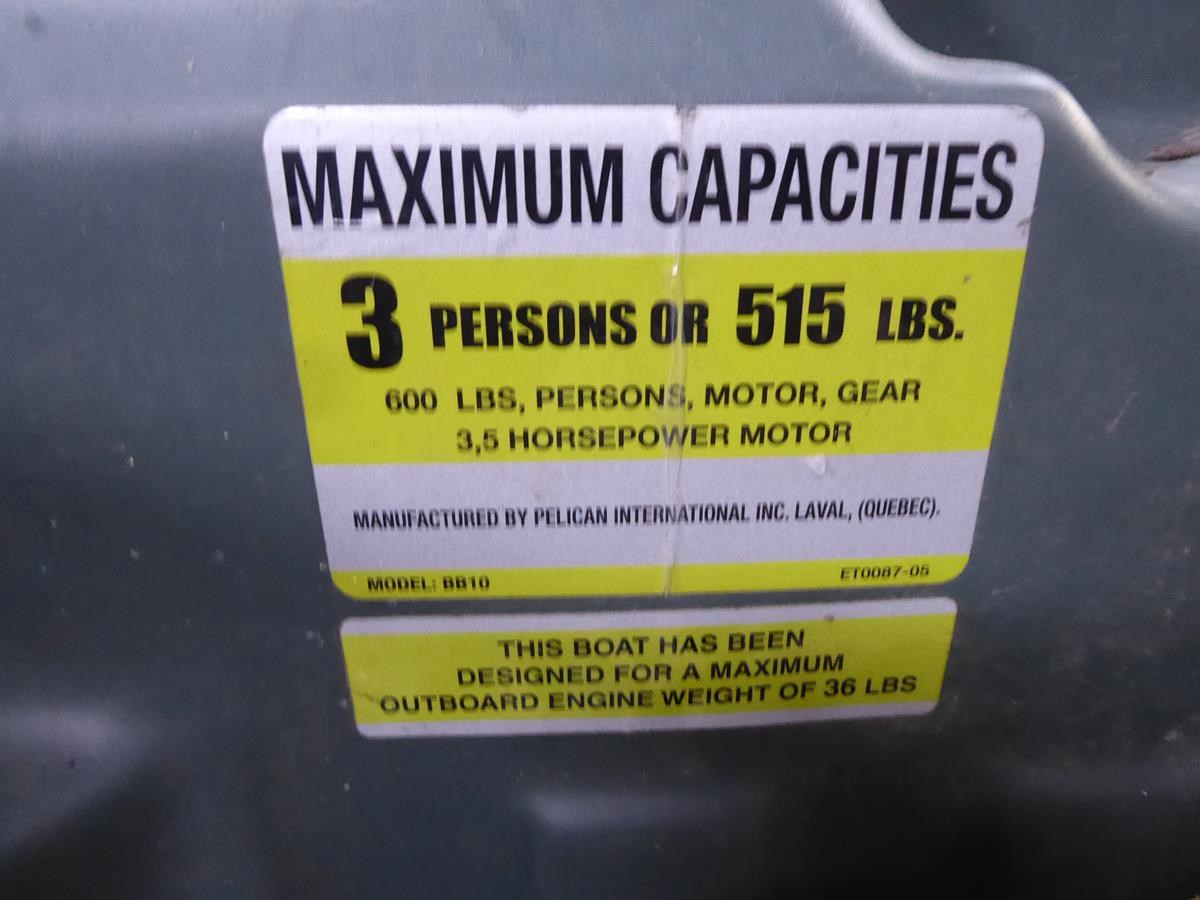 MAXIMUM CAPACITIES
3 PERSONS OR 515 LBS.
600 LBS, PERSONS, MOTOR, GEAR
3,5 HORSEPOWER MOTOR
MANUFACTURED BY PELICAN INTERNATIONAL INC. LAVAL, (QUEBEC).
MODEL: BB10 ET0087-05
THIS BOAT HAS BEEN
DESIGNED FOR A MAXIMUM
OUTBOARD ENGINE WEIGHT OF 36 LBS